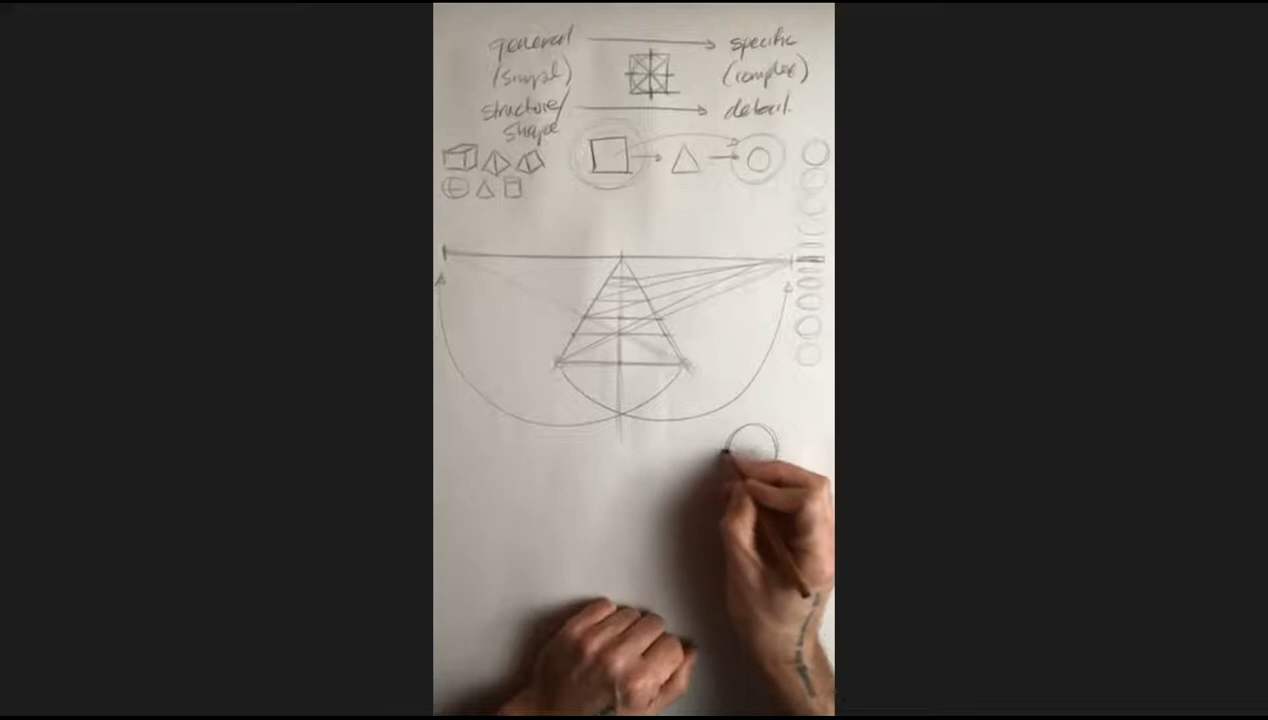 general → specific
(simple) (complex)
structure/ → detail.
shape